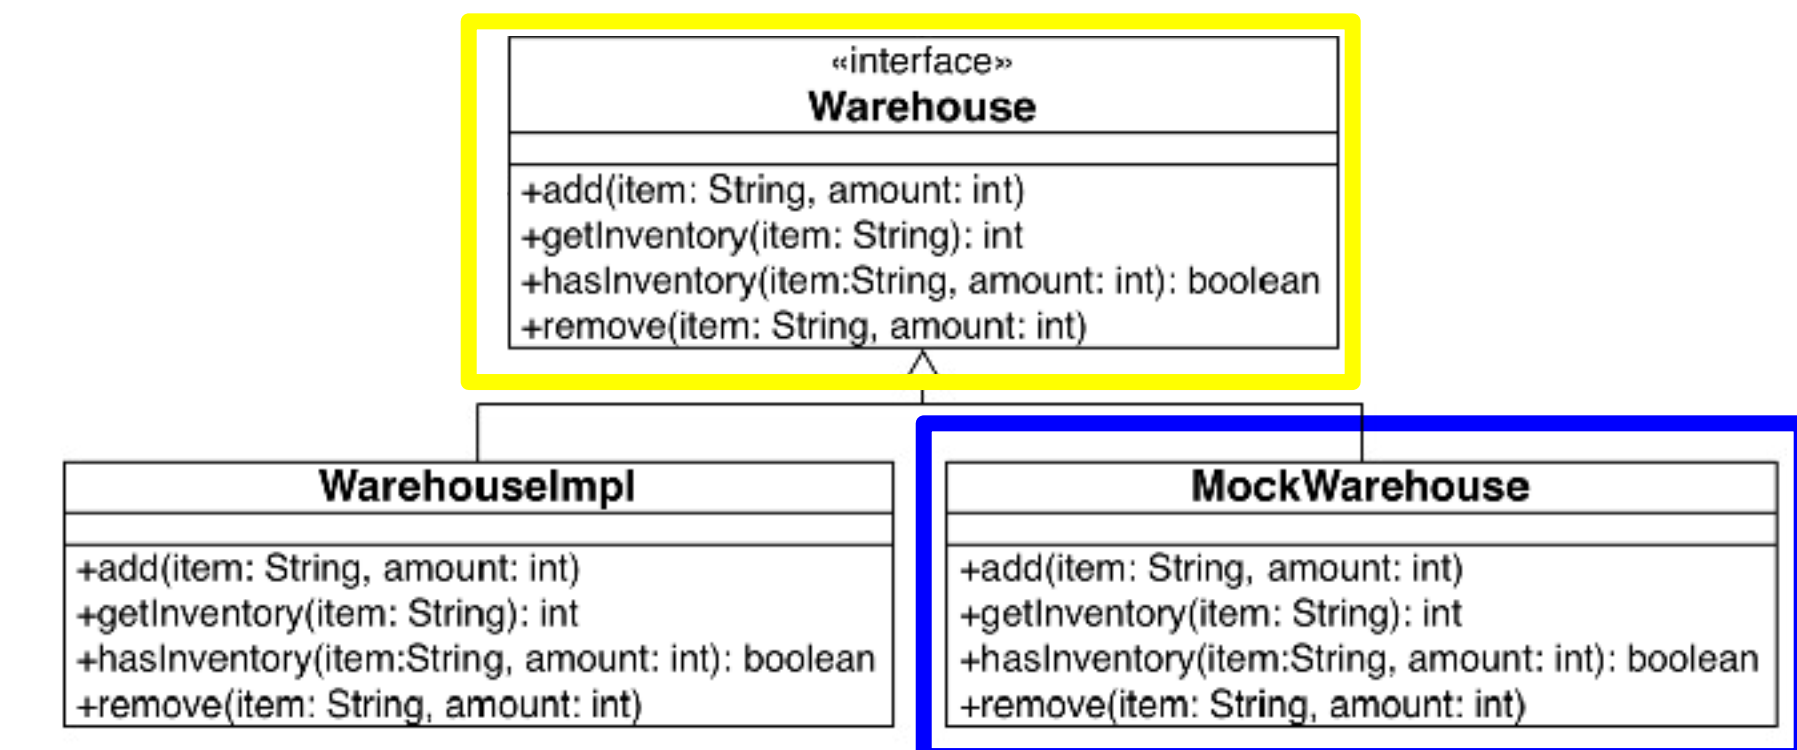 «interface»
Warehouse
+add(item: String, amount: int)
+getInventory(item: String): int
+hasInventory(item:String, amount: int): boolean
+remove(item: String, amount: int)
WarehouseImpl
+add(item: String, amount: int)
+getInventory(item: String): int
+hasInventory(item:String, amount: int): boolean
+remove(item: String, amount: int)
MockWarehouse
+add(item: String, amount: int)
+getInventory(item: String): int
+hasInventory(item:String, amount: int): boolean
+remove(item: String, amount: int)